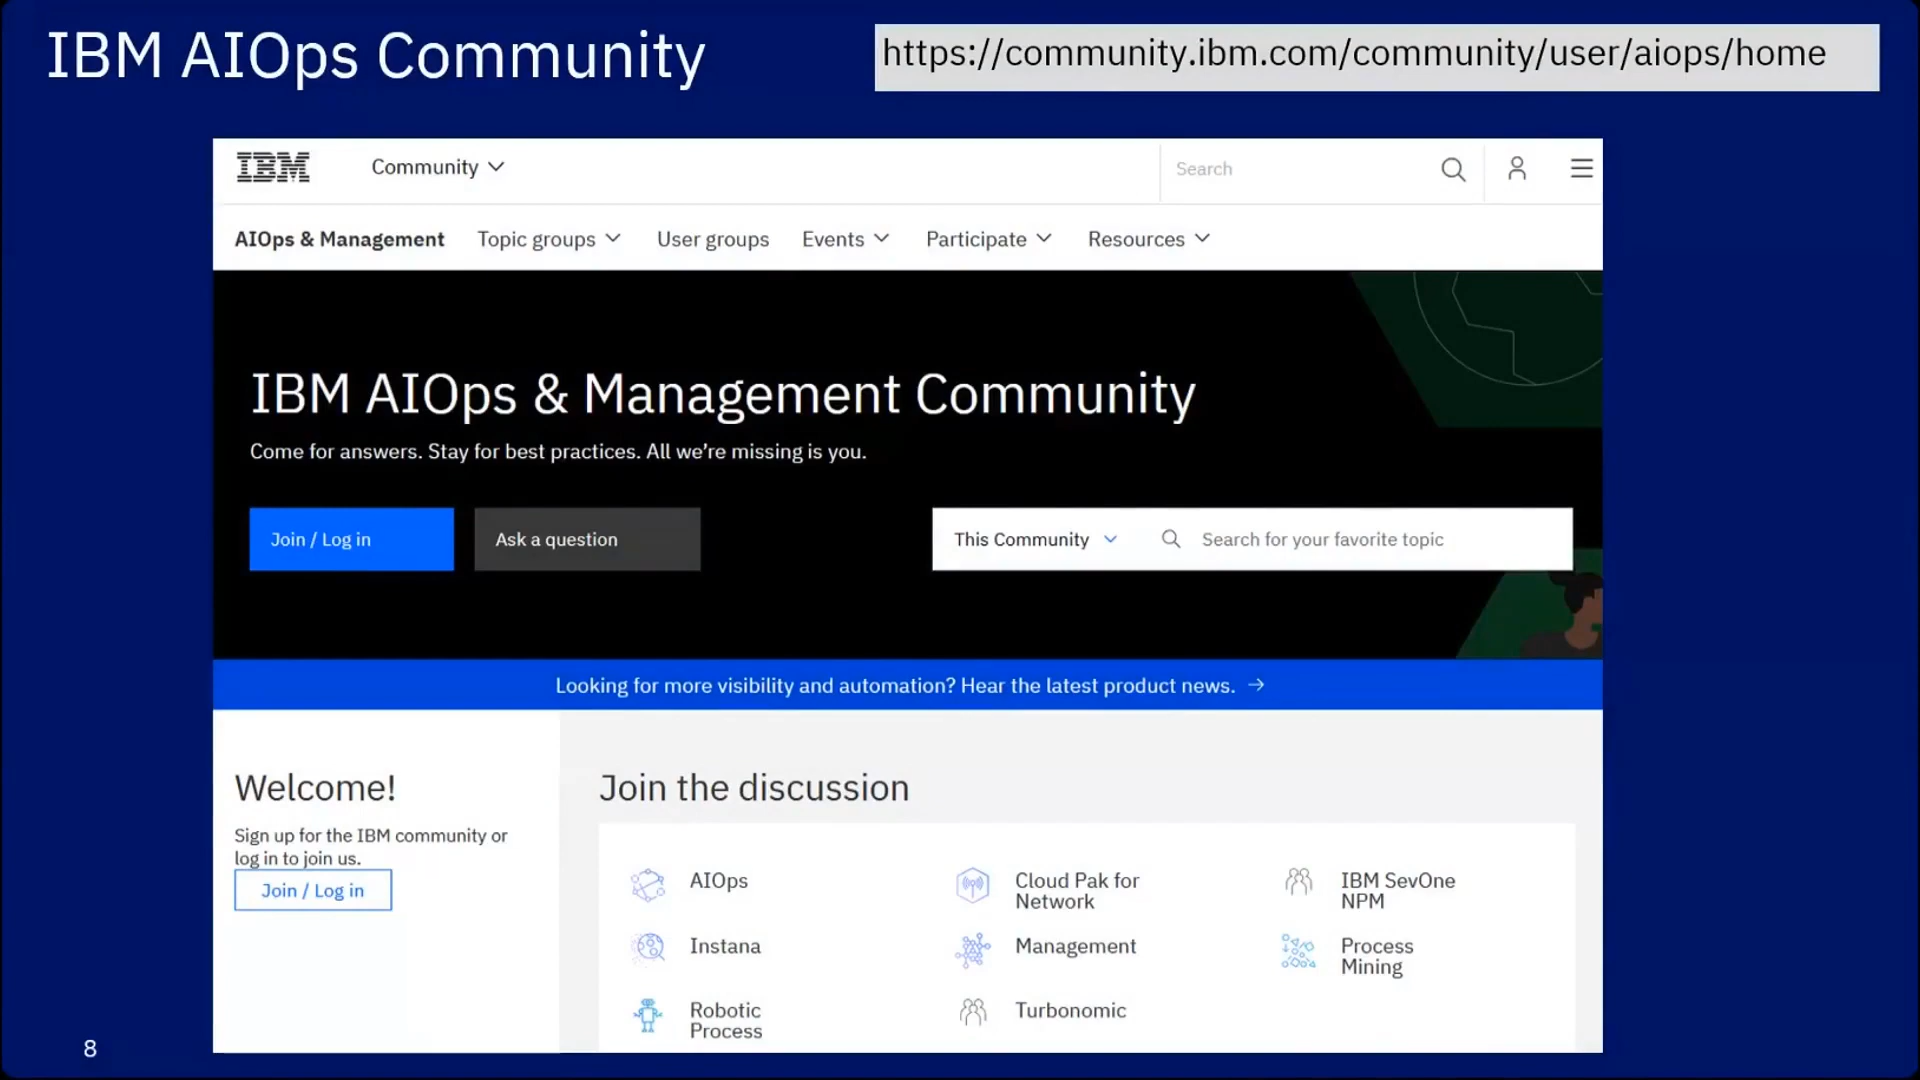 IBM AIOps Community
https://community.ibm.com/community/user/aiops/home
IBM
Community
Search
AIOps & Management
Topic groups
User groups
Events
Participate
Resources
IBM AIOps & Management Community
Come for answers. Stay for best practices. All we're missing is you.
Join / Log in
Ask a question
This Community
Search for your favorite topic
Looking for more visibility and automation? Hear the latest product news. →
Welcome!
Sign up for the IBM community or
log in to join us.
Join / Log in
Join the discussion
AIOps
Cloud Pak for
Network
IBM SevOne
NPM
Instana
Management
Process
Mining
Robotic
Process
Turbonomic
8